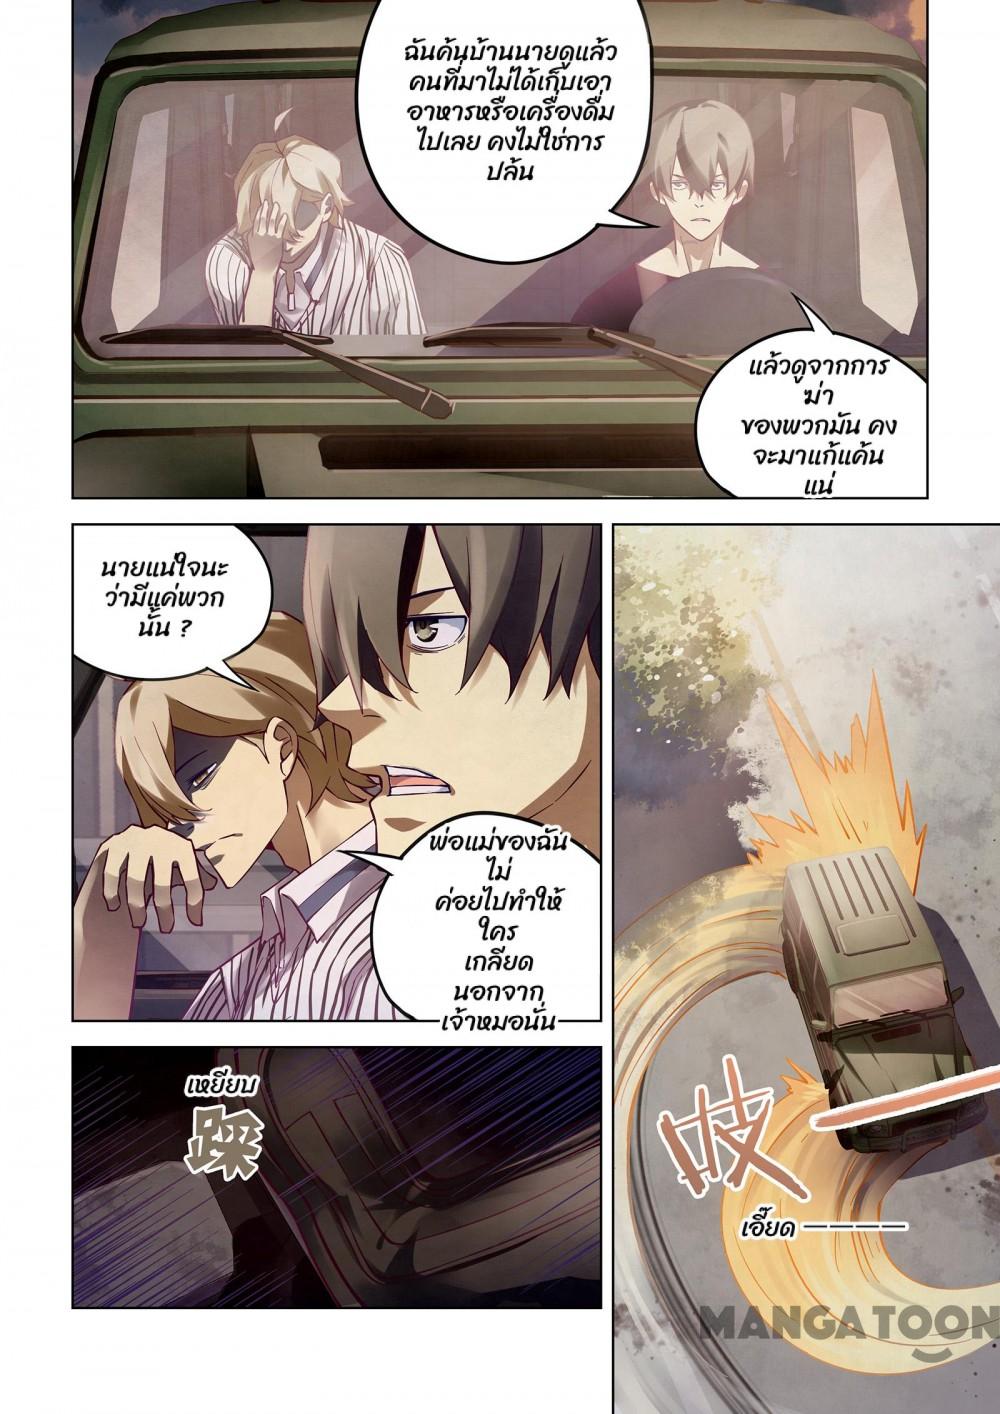 ฉันค้นบ้านนายดูแล้ว
คนที่มาไม่ได้เก็บเอา
อาหารหรือเครื่องดื่ม
ไปเลย คงไม่ใช่การ
ปล้น
แล้วดูจากการ
ฆ่า
ของพวกมัน คง
จะมาแก้แค้น
แน่
นายแน่ใจนะ
ว่ามีแค่พวก
นั้น ?
พ่อแม่ของฉัน
ไม่
ค่อยไปทำให้
ใคร
เกลียด
นอกจาก
เจ้าหมอนั่น
เหยียบ
踩
吱
เอี๊ยด ————
MANGATOON